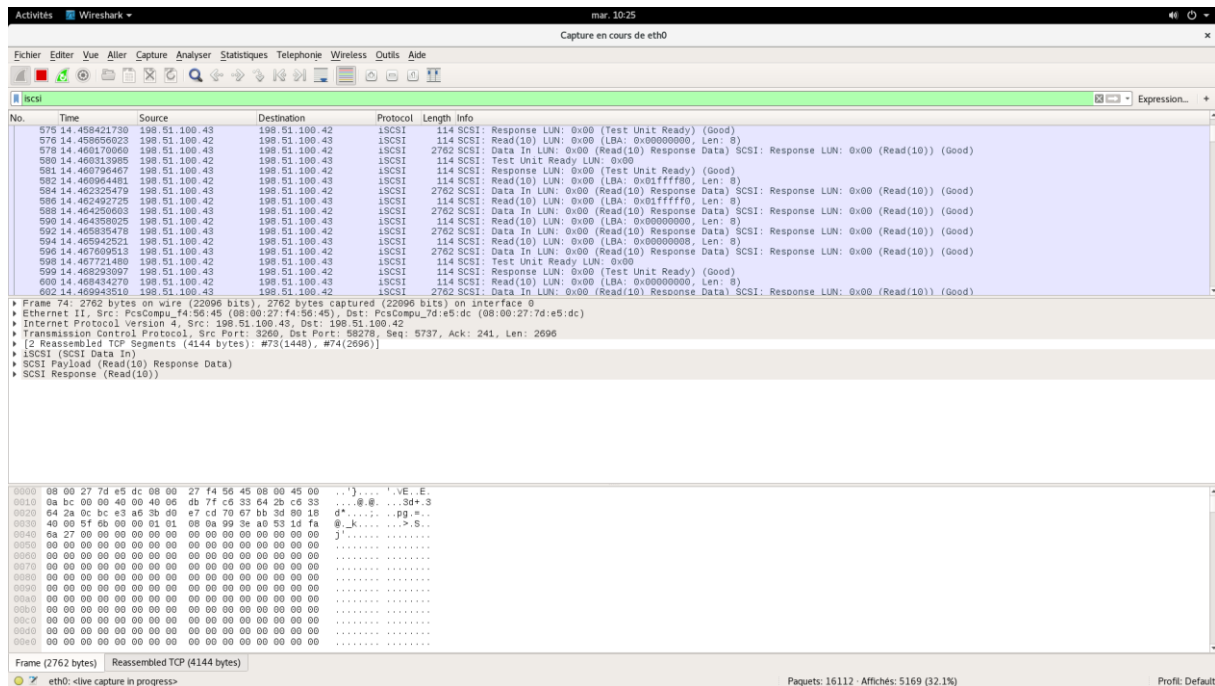 Activités Wireshark mar. 10:25
Capture en cours de eth0
Fichier Editer Vue Aller Capture Analyser Statistiques Telephonie Wireless Outils Aide
iscsi Expression... +
No. Time Source Destination Protocol Length Info
575 14.458421730 198.51.100.43 198.51.100.42 iSCSI 114 SCSI: Response LUN: 0x00 (Test Unit Ready) (Good)
576 14.458656023 198.51.100.42 198.51.100.43 iSCSI 114 SCSI: Read(10) LUN: 0x00 (LBA: 0x00000000, Len: 8)
578 14.460170060 198.51.100.43 198.51.100.42 iSCSI 2762 SCSI: Data In LUN: 0x00 (Read(10) Response Data) SCSI: Response LUN: 0x00 (Read(10)) (Good)
580 14.460313985 198.51.100.42 198.51.100.43 iSCSI 114 SCSI: Test Unit Ready LUN: 0x00
581 14.460796467 198.51.100.43 198.51.100.42 iSCSI 114 SCSI: Response LUN: 0x00 (Test Unit Ready) (Good)
582 14.460964481 198.51.100.42 198.51.100.43 iSCSI 114 SCSI: Read(10) LUN: 0x00 (LBA: 0x01ffff80, Len: 8)
584 14.462325479 198.51.100.43 198.51.100.42 iSCSI 2762 SCSI: Data In LUN: 0x00 (Read(10) Response Data) SCSI: Response LUN: 0x00 (Read(10)) (Good)
586 14.462492725 198.51.100.42 198.51.100.43 iSCSI 114 SCSI: Read(10) LUN: 0x00 (LBA: 0x01fffff0, Len: 8)
588 14.464250603 198.51.100.43 198.51.100.42 iSCSI 2762 SCSI: Data In LUN: 0x00 (Read(10) Response Data) SCSI: Response LUN: 0x00 (Read(10)) (Good)
590 14.464358025 198.51.100.42 198.51.100.43 iSCSI 114 SCSI: Read(10) LUN: 0x00 (LBA: 0x00000000, Len: 8)
592 14.465835478 198.51.100.43 198.51.100.42 iSCSI 2762 SCSI: Data In LUN: 0x00 (Read(10) Response Data) SCSI: Response LUN: 0x00 (Read(10)) (Good)
594 14.465942521 198.51.100.42 198.51.100.43 iSCSI 114 SCSI: Read(10) LUN: 0x00 (LBA: 0x00000008, Len: 8)
596 14.467609513 198.51.100.43 198.51.100.42 iSCSI 2762 SCSI: Data In LUN: 0x00 (Read(10) Response Data) SCSI: Response LUN: 0x00 (Read(10)) (Good)
598 14.467721480 198.51.100.42 198.51.100.43 iSCSI 114 SCSI: Test Unit Ready LUN: 0x00
599 14.468293097 198.51.100.43 198.51.100.42 iSCSI 114 SCSI: Response LUN: 0x00 (Test Unit Ready) (Good)
600 14.468434270 198.51.100.42 198.51.100.43 iSCSI 114 SCSI: Read(10) LUN: 0x00 (LBA: 0x00000000, Len: 8)
602 14.469943510 198.51.100.43 198.51.100.42 iSCSI 2762 SCSI: Data In LUN: 0x00 (Read(10) Response Data) SCSI: Response LUN: 0x00 (Read(10)) (Good)
Frame 74: 2762 bytes on wire (22096 bits), 2762 bytes captured (22096 bits) on interface 0
Ethernet II, Src: PcsCompu_f4:56:45 (08:00:27:f4:56:45), Dst: PcsCompu_7d:e5:dc (08:00:27:7d:e5:dc)
Internet Protocol Version 4, Src: 198.51.100.43, Dst: 198.51.100.42
Transmission Control Protocol, Src Port: 3260, Dst Port: 58278, Seq: 5737, Ack: 241, Len: 2696
[2 Reassembled TCP Segments (4144 bytes): #73(1448), #74(2696)]
iSCSI (SCSI Data In)
SCSI Payload (Read(10) Response Data)
SCSI Response (Read(10))
0000 08 00 27 7d e5 dc 08 00 27 f4 56 45 08 00 45 00 ..'}.... '.VE..E.
0010 0a bc 00 00 40 00 40 06 db 7f c6 33 64 2b c6 33 ....@.@. ...3d+.3
0020 64 2a 0c bc e3 a6 3b d0 e7 cd 70 67 bb 3d 80 18 d*....;. ..pg.=..
0030 40 00 5f 6b 00 00 01 01 08 0a 99 3e a0 53 1d fa @._k.... ...>.S..
0040 6a 27 00 00 00 00 00 00 00 00 00 00 00 00 00 00 j'...... ........
0050 00 00 00 00 00 00 00 00 00 00 00 00 00 00 00 00 ........ ........
0060 00 00 00 00 00 00 00 00 00 00 00 00 00 00 00 00 ........ ........
0070 00 00 00 00 00 00 00 00 00 00 00 00 00 00 00 00 ........ ........
0080 00 00 00 00 00 00 00 00 00 00 00 00 00 00 00 00 ........ ........
0090 00 00 00 00 00 00 00 00 00 00 00 00 00 00 00 00 ........ ........
00a0 00 00 00 00 00 00 00 00 00 00 00 00 00 00 00 00 ........ ........
00b0 00 00 00 00 00 00 00 00 00 00 00 00 00 00 00 00 ........ ........
00c0 00 00 00 00 00 00 00 00 00 00 00 00 00 00 00 00 ........ ........
00d0 00 00 00 00 00 00 00 00 00 00 00 00 00 00 00 00 ........ ........
00e0 00 00 00 00 00 00 00 00 00 00 00 00 00 00 00 00 ........ ........
Frame (2762 bytes) Reassembled TCP (4144 bytes)
eth0: <live capture in progress> Paquets: 16112 · Affichés: 5169 (32.1%) Profil: Default